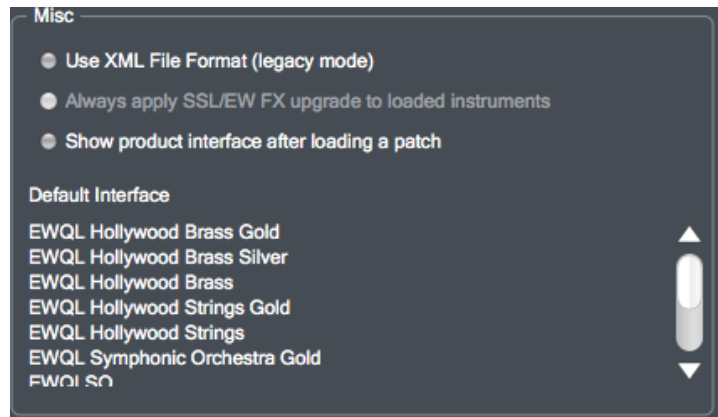 Misc
Use XML File Format (legacy mode)
Always apply SSL/EW FX upgrade to loaded instruments
Show product interface after loading a patch
Default Interface
EWQL Hollywood Brass Gold
EWQL Hollywood Brass Silver
EWQL Hollywood Brass
EWQL Hollywood Strings Gold
EWQL Hollywood Strings
EWQL Symphonic Orchestra Gold
EWQLSO